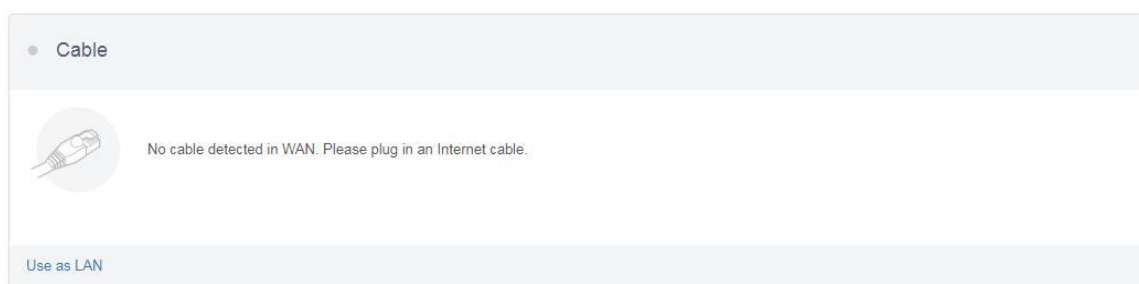 Cable
No cable detected in WAN. Please plug in an Internet cable.
Use as LAN